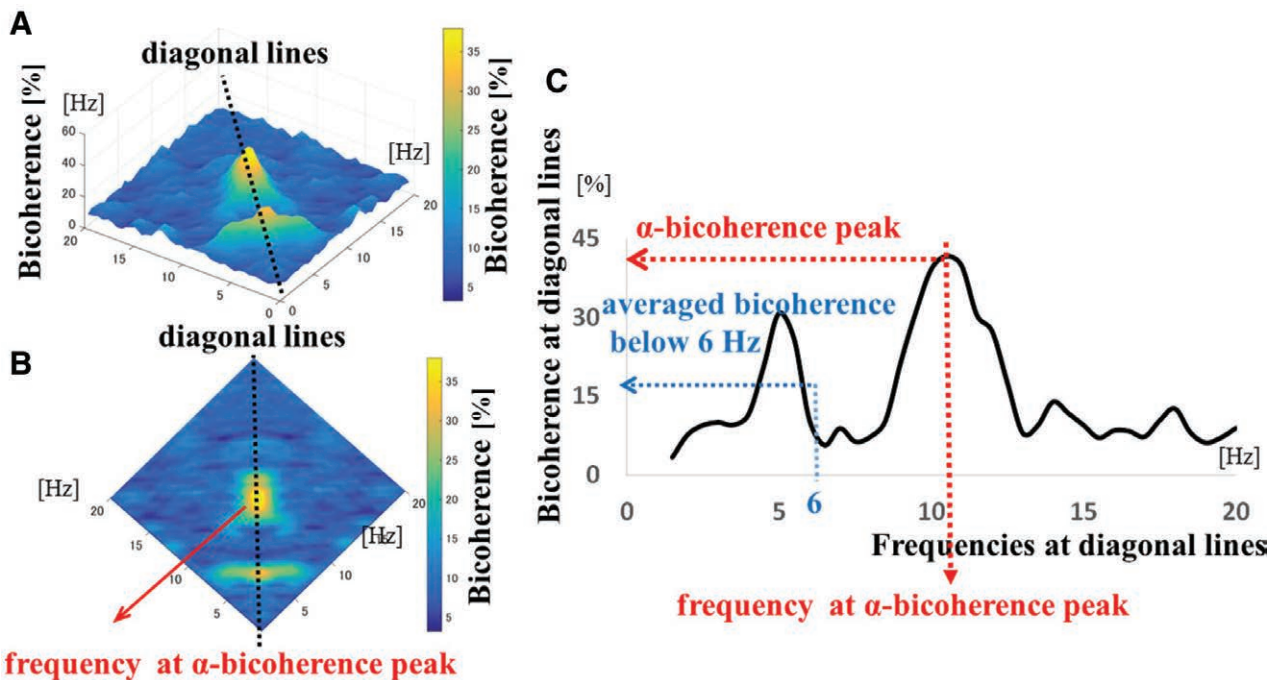 A
diagonal lines
Bicoherence [%]
[Hz]
60
40
20
0
20
15
10
5
0
0
5
10
15
20
[Hz]
35
30
25
20
15
10
5
Bicoherence [%]
diagonal lines
B
[Hz]
20
15
10
5
5
10
[Hz]
20
35
30
25
20
15
10
5
Bicoherence [%]
frequency at α-bicoherence peak
C
Bicoherence at diagonal lines
[%]
45
30
15
0
α-bicoherence peak
averaged bicoherence
below 6 Hz
6
[Hz]
0 5 10 15 20
Frequencies at diagonal lines
frequency at α-bicoherence peak